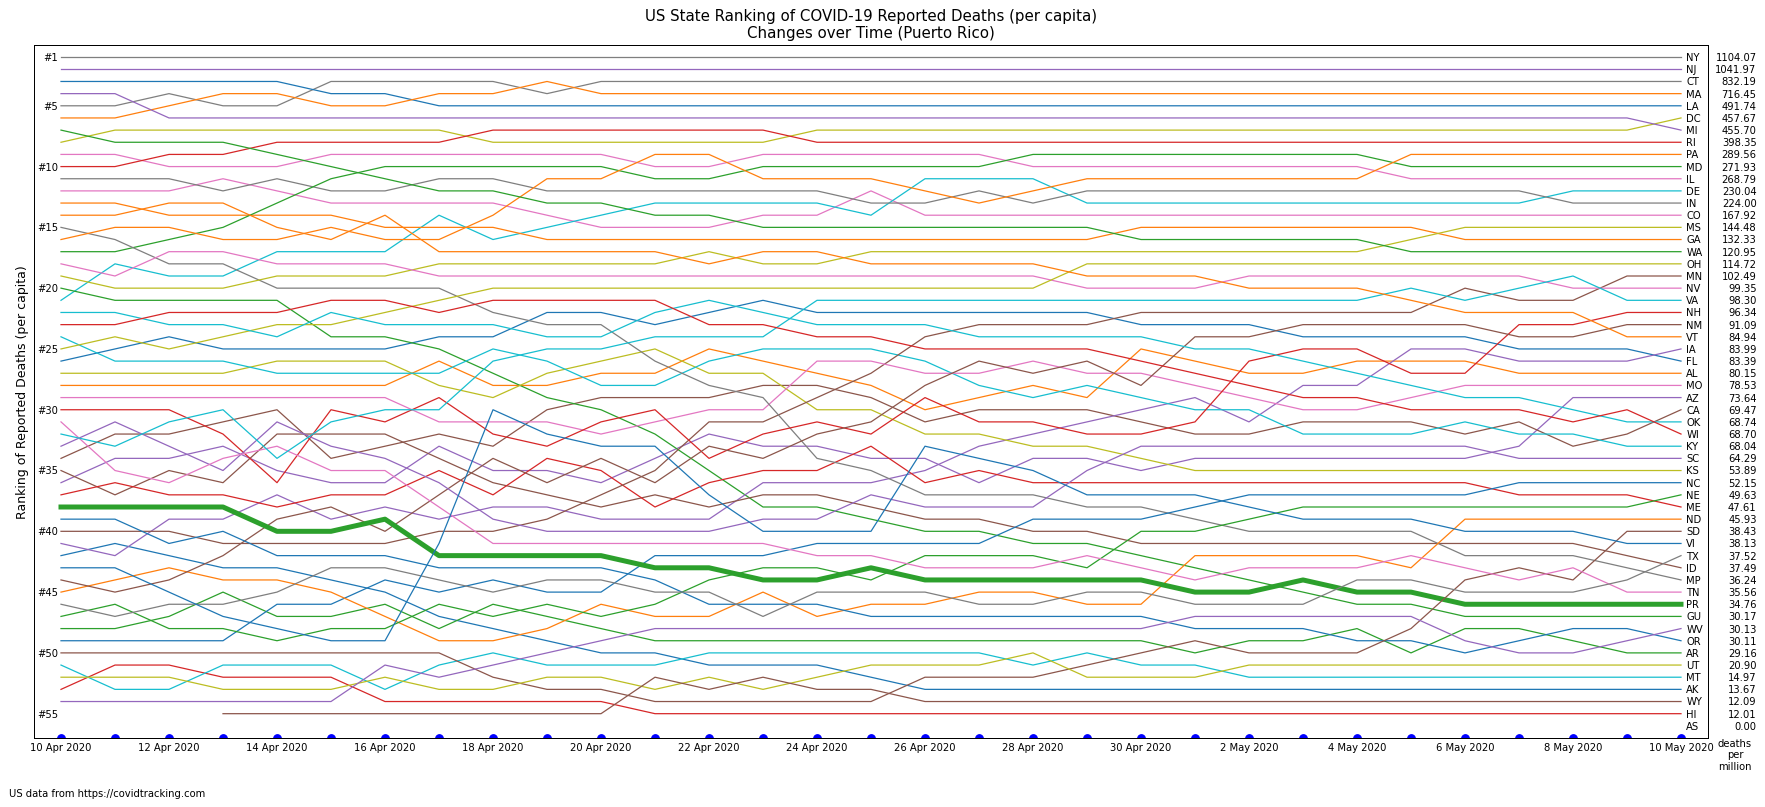 US State Ranking of COVID-19 Reported Deaths (per capita)
Changes over Time (Puerto Rico)
Ranking of Reported Deaths (per capita)
#1
#5
#10
#15
#20
#25
#30
#35
#40
#45
#50
#55
NY 1104.07
NJ 1041.97
CT 832.19
MA 716.45
LA 491.74
DC 457.67
MI 455.70
RI 398.35
PA 289.56
MD 271.93
IL 268.79
DE 230.04
IN 224.00
CO 167.92
MS 144.48
GA 132.33
WA 120.95
OH 114.72
MN 102.49
NV 99.35
VA 98.30
NH 96.34
NM 91.09
VT 84.94
IA 83.99
FL 83.39
AL 80.15
MO 78.53
AZ 73.64
CA 69.47
OK 68.74
WI 68.70
KY 68.04
SC 64.29
KS 53.89
NC 52.15
NE 49.63
ME 47.61
ND 45.93
SD 38.43
VI 38.13
TX 37.52
ID 37.49
MP 36.24
TN 35.56
PR 34.76
GU 30.17
WV 30.13
OR 30.11
AR 29.16
UT 20.90
MT 14.97
AK 13.67
WY 12.09
HI 12.01
AS 0.00
10 Apr 2020 12 Apr 2020 14 Apr 2020 16 Apr 2020 18 Apr 2020 20 Apr 2020 22 Apr 2020 24 Apr 2020 26 Apr 2020 28 Apr 2020 30 Apr 2020 2 May 2020 4 May 2020 6 May 2020 8 May 2020 10 May 2020
deaths
per
million
US data from https://covidtracking.com